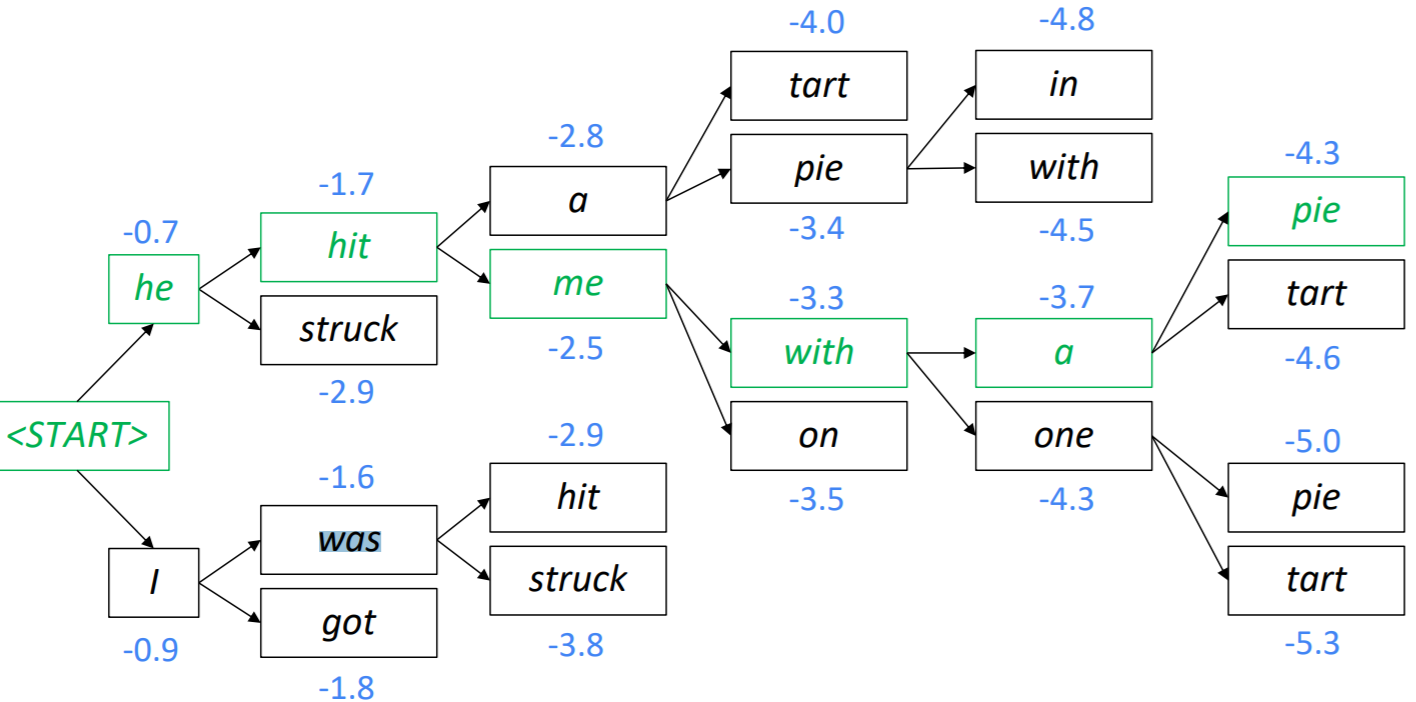 <START>
-0.7
he
I
-0.9
-1.7
hit
struck
-2.9
-1.6
was
got
-1.8
-2.8
a
me
-2.5
-2.9
hit
struck
-3.8
-4.0
tart
pie
-3.4
-3.3
with
on
-3.5
-4.8
in
with
-4.5
-3.7
a
one
-4.3
-4.3
pie
tart
-4.6
-5.0
pie
tart
-5.3